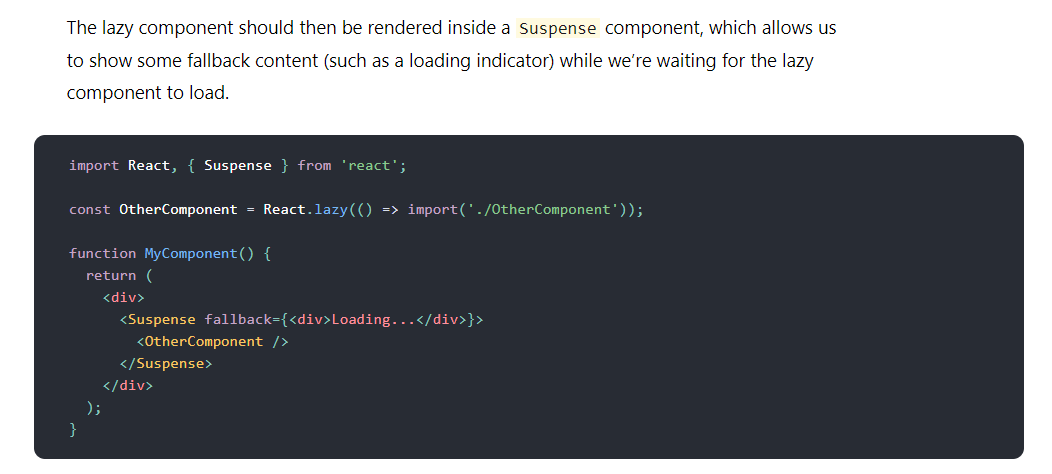 The lazy component should then be rendered inside a Suspense component, which allows us
to show some fallback content (such as a loading indicator) while we’re waiting for the lazy
component to load.
import React, { Suspense } from 'react';
const OtherComponent = React.lazy(() => import('./OtherComponent'));
function MyComponent() {
  return (
    <div>
      <Suspense fallback={<div>Loading...</div>}>
        <OtherComponent />
      </Suspense>
    </div>
  );
}